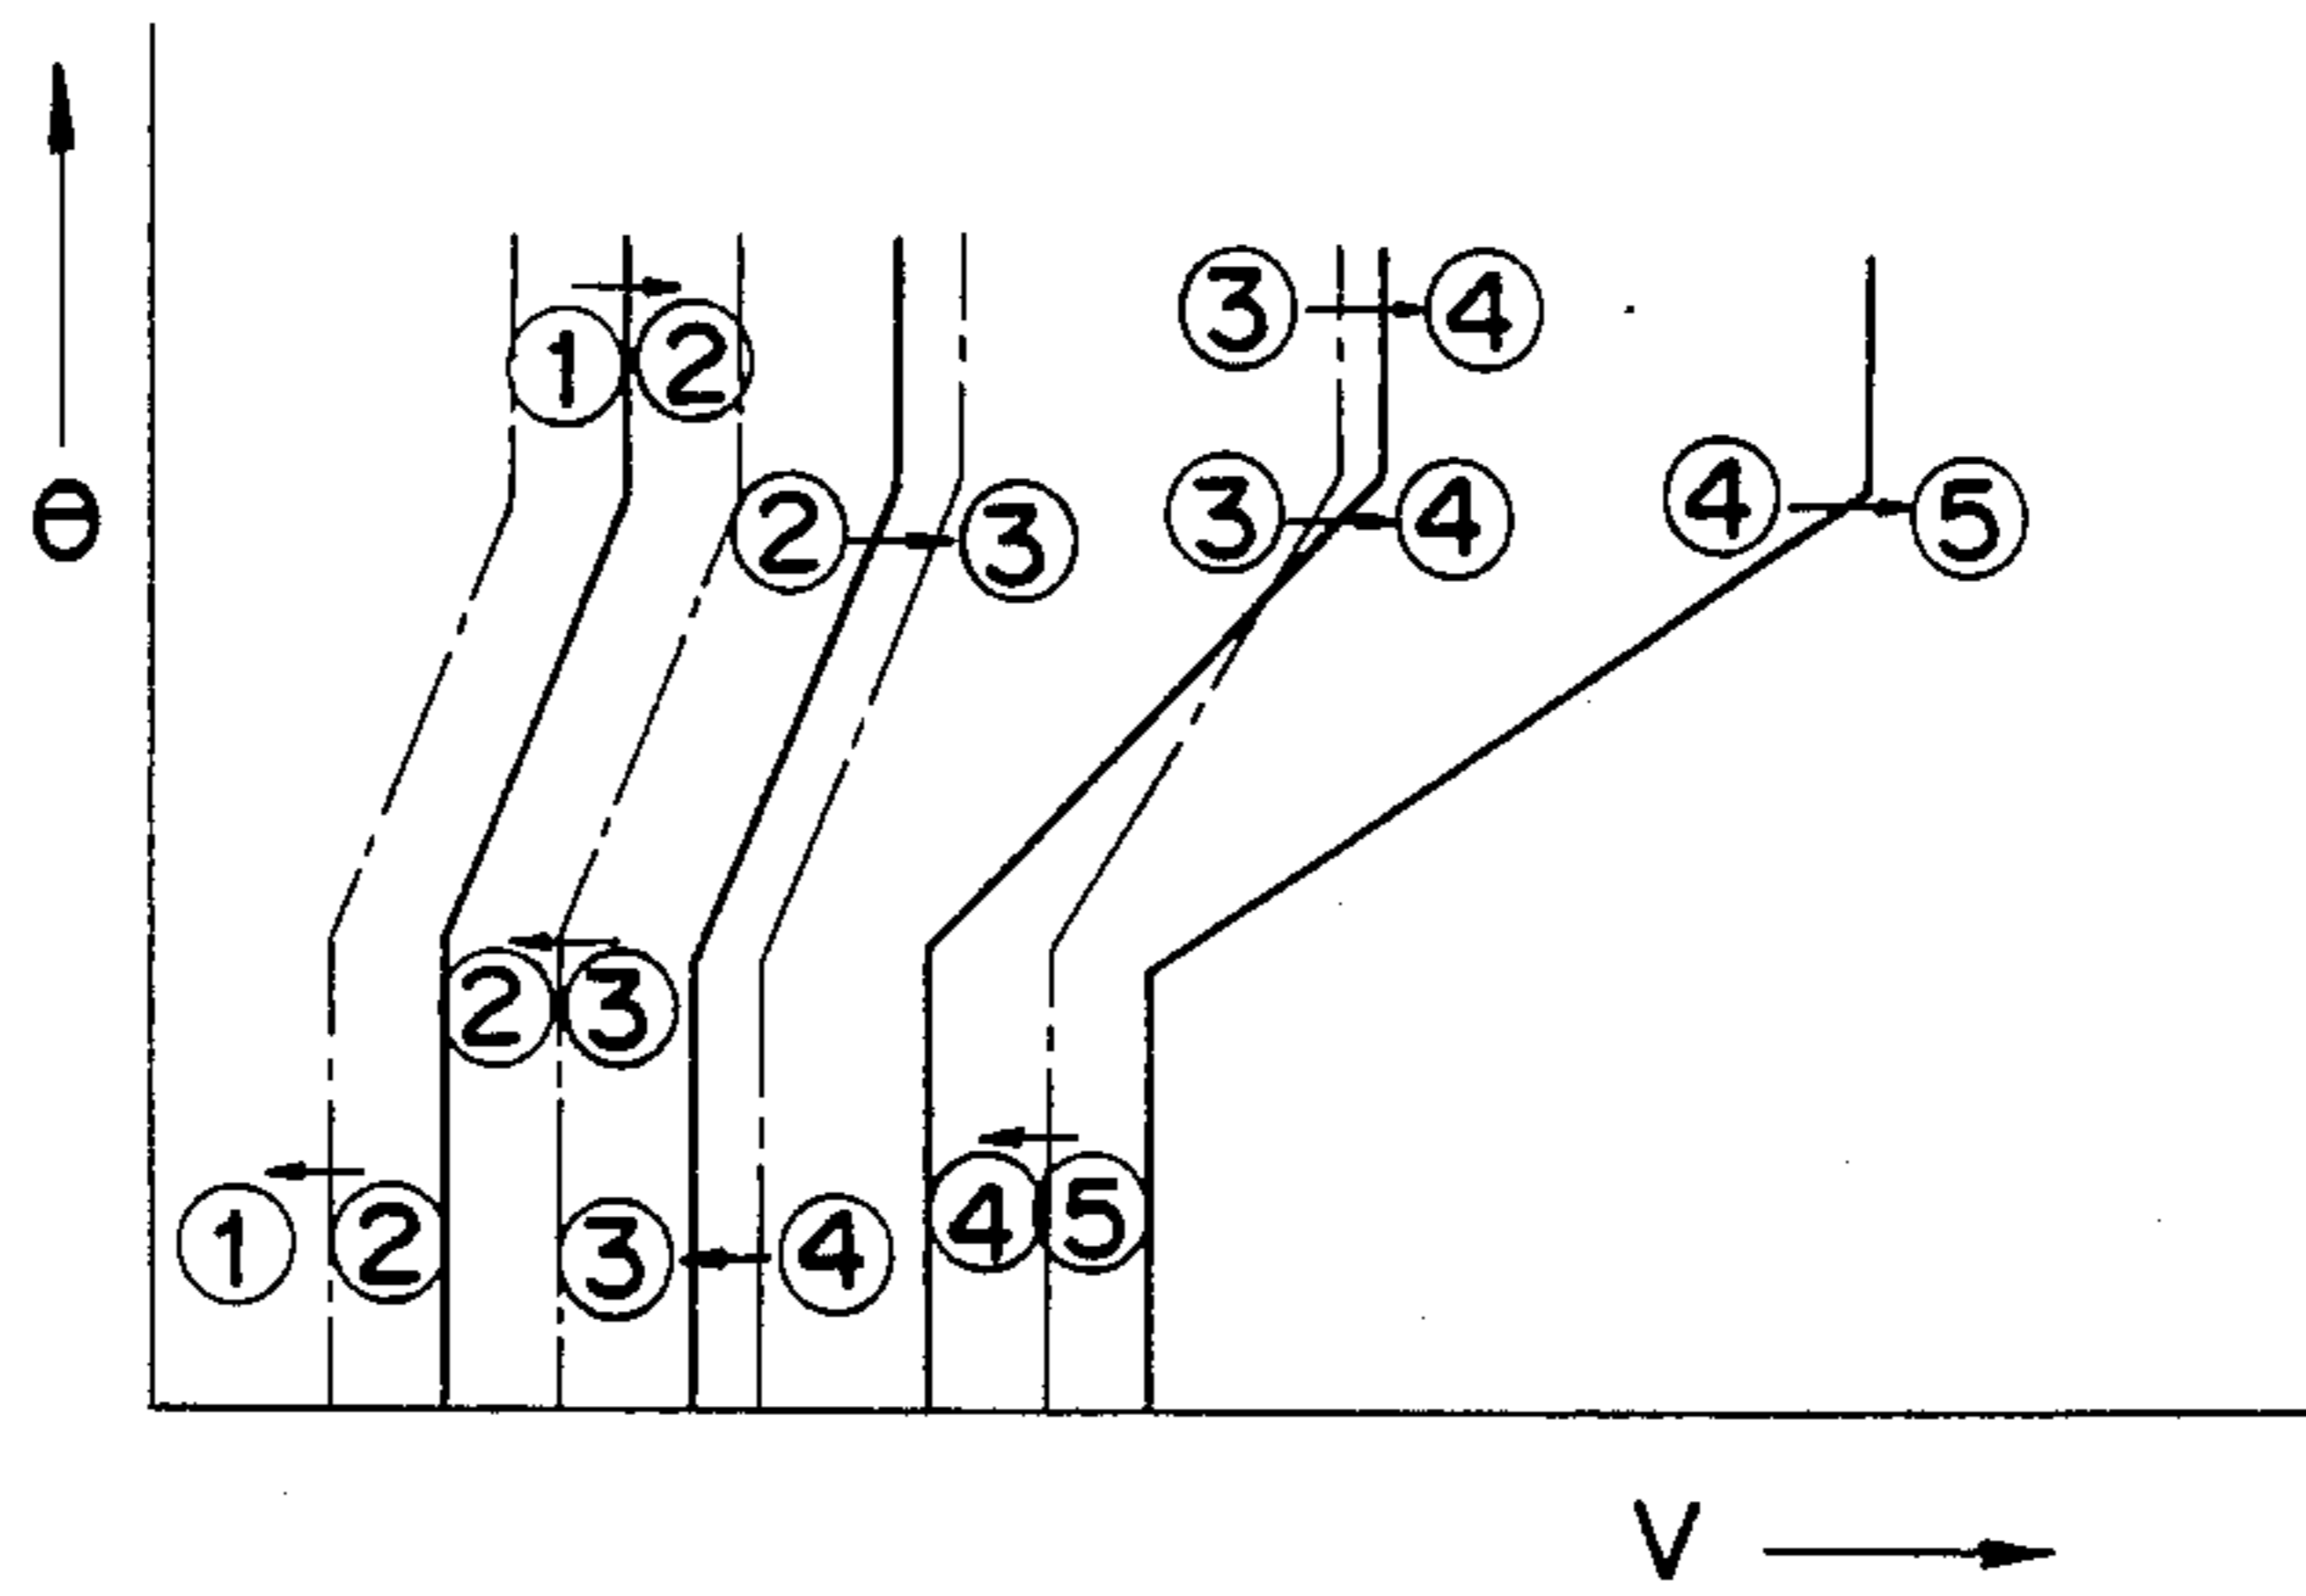 ③ ④
① ②
θ ② ③ ③ ④ ④ ⑤
② ③
① ② ③ ④ ④ ⑤
V